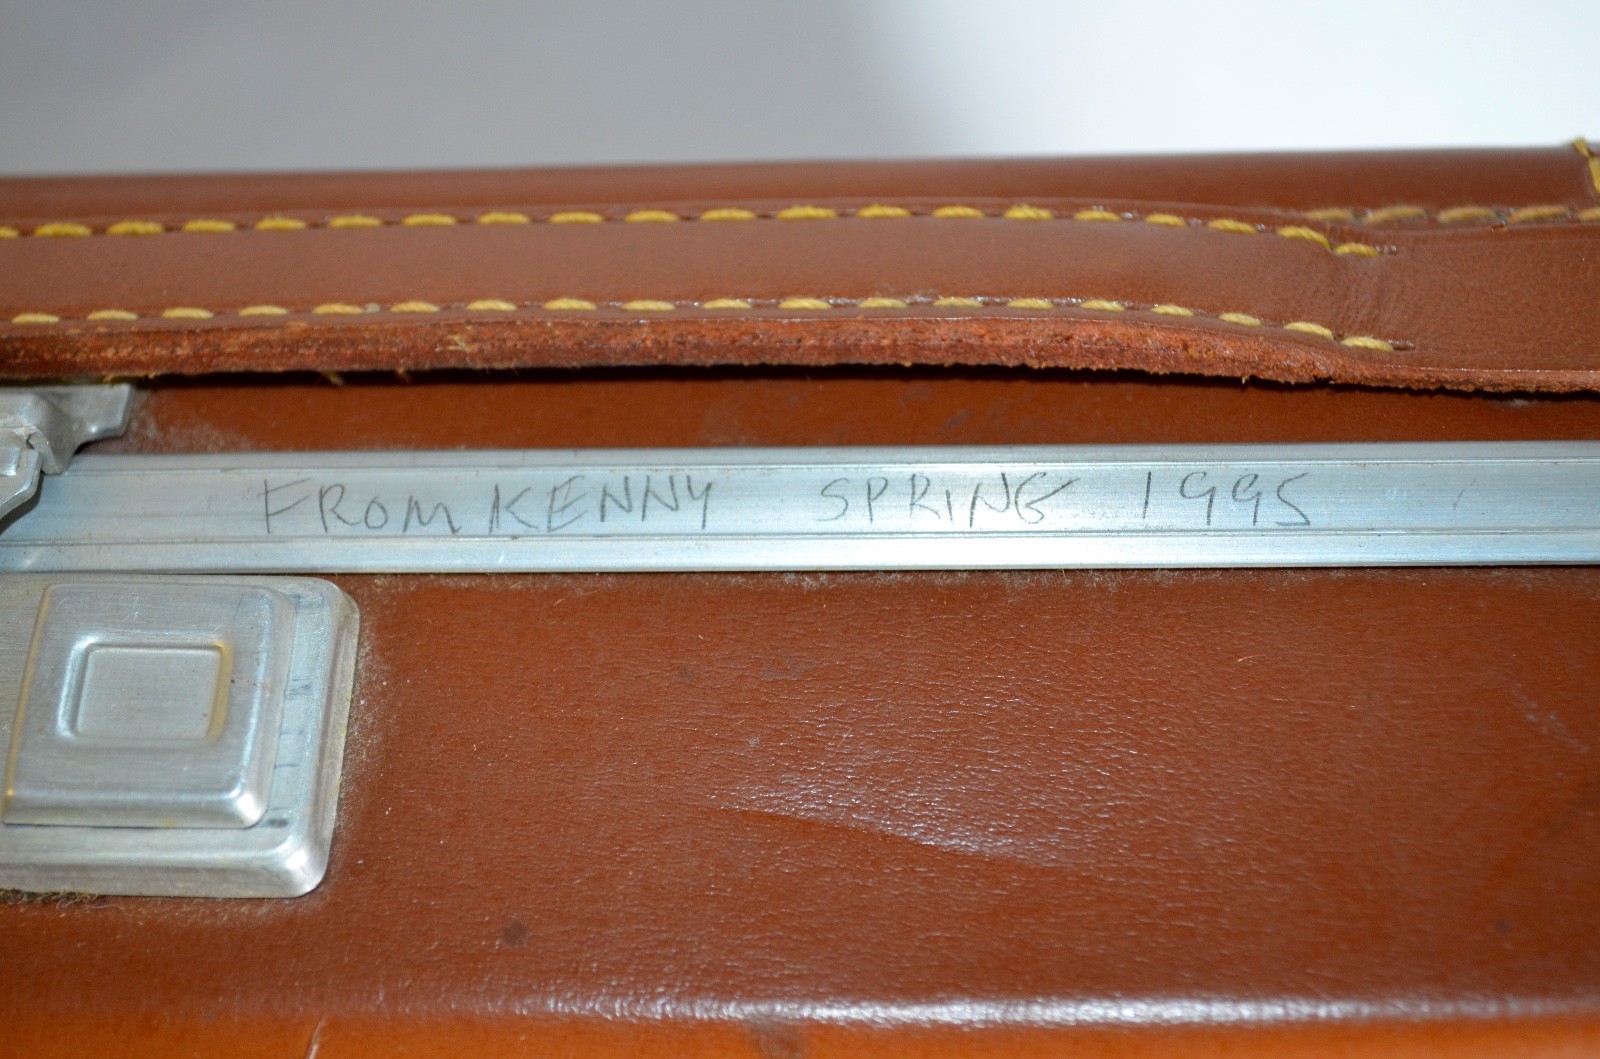 FROM KENNY SPRING 1995